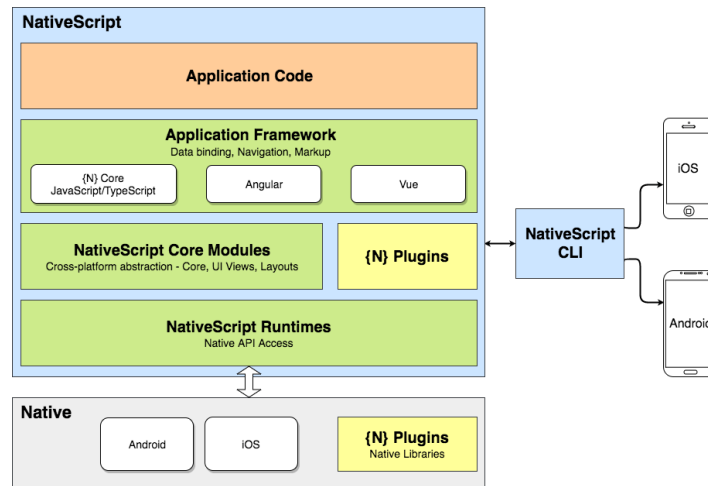 NativeScript
Application Code
Application Framework
Data binding, Navigation, Markup
{N} Core
JavaScript/TypeScript
Angular
Vue
NativeScript Core Modules
Cross-platform abstraction - Core, UI Views, Layouts
{N} Plugins
NativeScript Runtimes
Native API Access
NativeScript
CLI
iOS
Android
Native
Android
iOS
{N} Plugins
Native Libraries